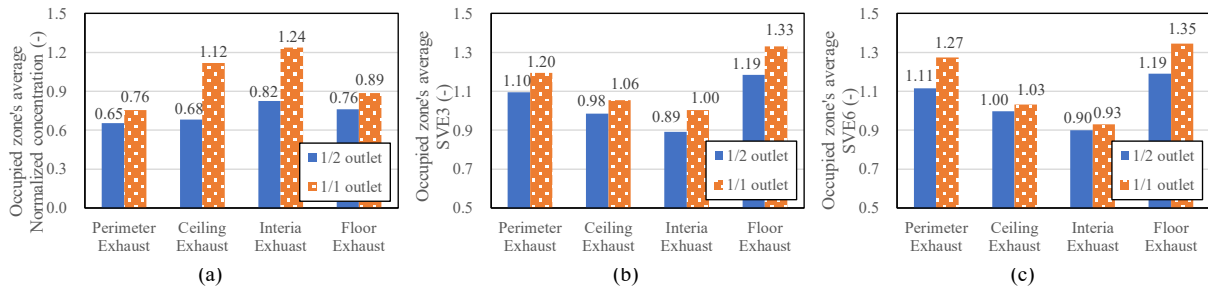 Occupied zone's average
Normalized concentration (-)
1.5
1.2
0.9
0.6
0.3
0.0
0.65
0.76
0.68
1.12
0.82
1.24
0.76
0.89
1/2 outlet
1/1 outlet
Perimeter
Exhaust
Ceiling
Exhaust
Interia
Exhuast
Floor
Exhaust
(a)
Occupied zone's average
SVE3 (-)
1.5
1.3
1.1
0.9
0.7
0.5
1.10
1.20
0.98
1.06
0.89
1.00
1.19
1.33
1/2 outlet
1/1 outlet
Perimeter
Exhaust
Ceiling
Exhaust
Interia
Exhuast
Floor
Exhaust
(b)
Occupied zone's average
SVE6 (-)
1.5
1.3
1.1
0.9
0.7
0.5
1.11
1.27
1.00
1.03
0.90
0.93
1.19
1.35
1/2 outlet
1/1 outlet
Perimeter
Exhaust
Ceiling
Exhaust
Interia
Exhuast
Floor
Exhaust
(c)